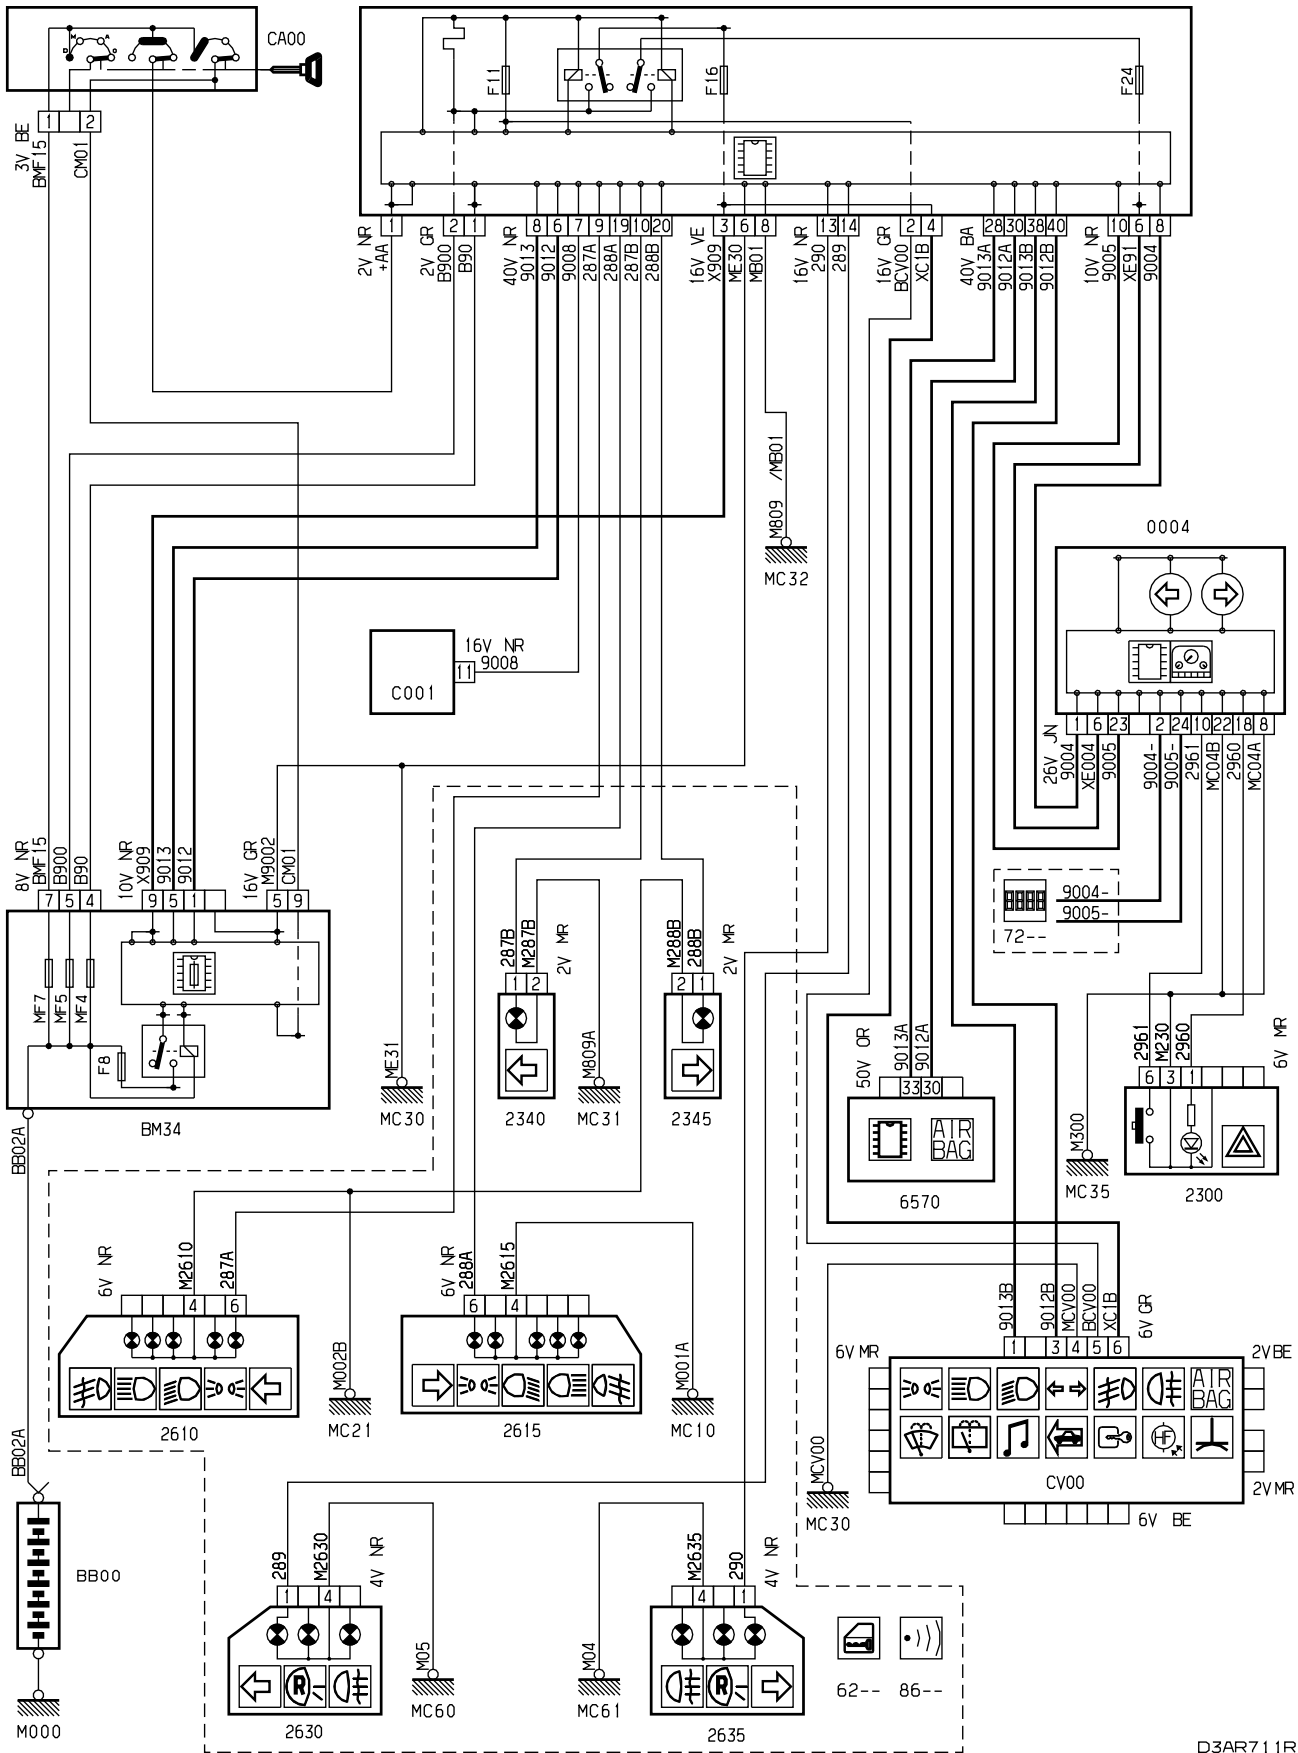 CA00
F11
F16
F24
1 2
3V BE
BMF15
CM01
1 2 1 8 6 7 9 19 10 20 3 6 8 13 14 2 4 28 30 38 40 10 6 8
2V NR
+AA
2V GR
B900
B90
40V NR
9013
9012
9008
287A
288A
287B
288B
16V VE
X909
ME30
MB01
16V NR
290
289
16V GR
BCV00
XC1B
40V BA
9013A
9012A
9013B
9012B
10V NR
9005
XE91
9004
M809 /MB01
MC32
0004
C001
11
16V NR
9008
1 6 23 2 24 10 22 18 8
26V JN
9004
XE004
9005
9004-
9005-
2961
MC04B
2960
MC04A
9004-
9005-
72--
8V NR
BMF15
B900
B90
10V NR
X909
9013
9012
16V GR
M9002
CM01
7 5 4 9 5 1 5 9
MF7
MF5
MF4
F8
BM34
BB02A
ME31
MC30
287B
M287B
2V MR
1 2
2340
M809A
MC31
M288B
288B
2V MR
2 1
2345
50V OR
9013A
9012A
33 30
AIR
BAG
6570
M300
MC35
2961
M230
2960
6V MR
6 3 1
2300
6V NR
M2610
287A
4 6
2610
M002B
MC21
6V NR
288A
M2615
6 4
2615
M001A
MC10
9013B
9012B
MCV00
BCV00
XC1B
6V GR
1 3 4 5 6
6V MR
2V BE
AIR
BAG
HF
CV00
2V MR
6V BE
MCV00
MC30
BB02A
BB00
M000
289
M2630
4V NR
1 4
R
2630
M05
MC60
M04
MC61
M2635
290
4V NR
4 1
R
2635
62--
86--
D3AR711R